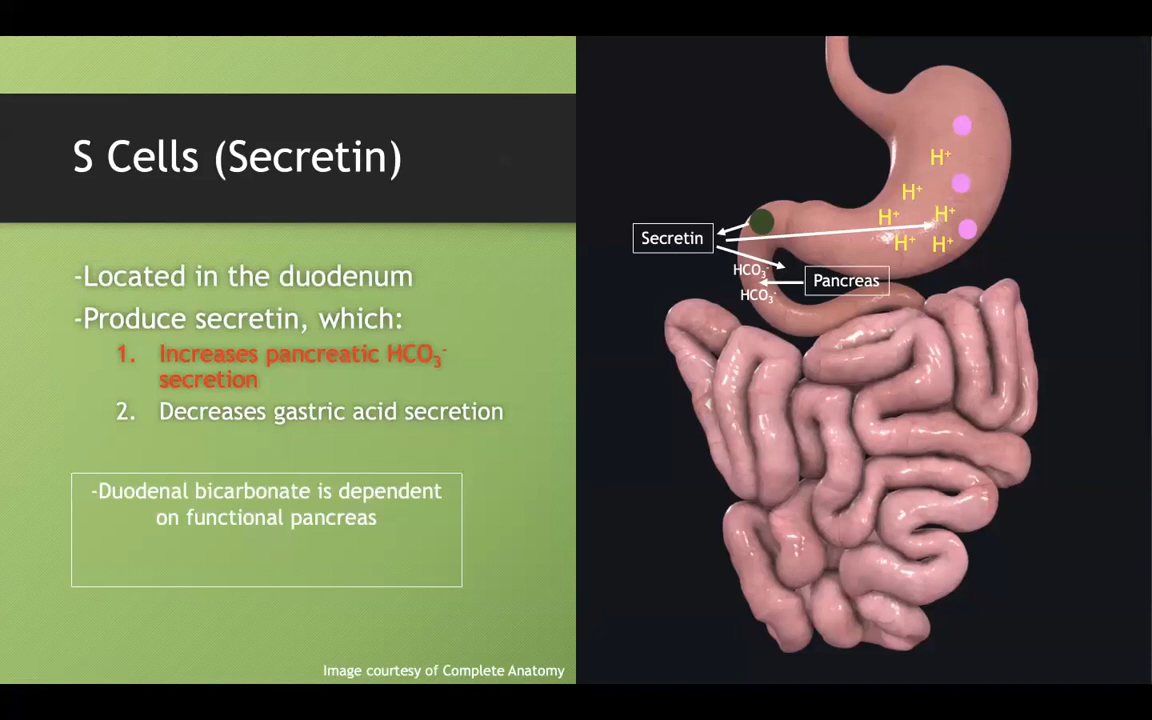 S Cells (Secretin)
-Located in the duodenum
-Produce secretin, which:
1. Increases pancreatic HCO₃⁻
secretion
2. Decreases gastric acid secretion
-Duodenal bicarbonate is dependent
on functional pancreas
Image courtesy of Complete Anatomy
H⁺
H⁺
H⁺
H⁺
H⁺
H⁺
Secretin
HCO₃⁻
Pancreas
HCO₃⁻